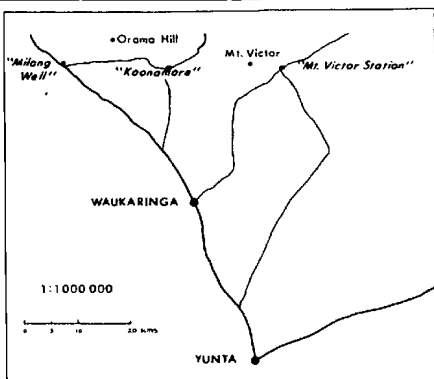 Orama Hill
Mt. Victor
"Milang
Well"
"Koonamore"
"Mt. Victor Station"
WAUKARINGA
1:1000 000
0 10 20 kms
YUNTA